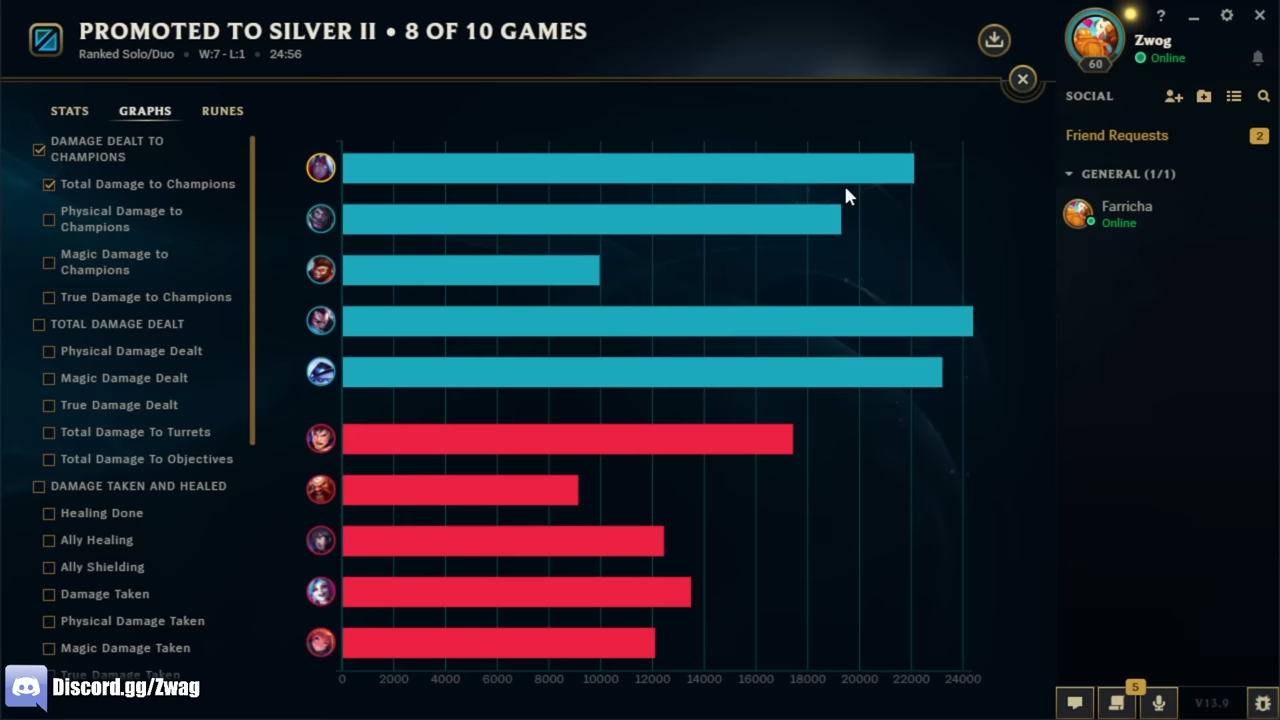 PROMOTED TO SILVER II • 8 OF 10 GAMES
Ranked Solo/Duo • W:7 - L:1 • 24:56
?
Zwog
60
Online
SOCIAL
Friend Requests 2
GENERAL (1/1)
Farricha
Online
STATS GRAPHS RUNES
DAMAGE DEALT TO
CHAMPIONS
Total Damage to Champions
Physical Damage to
Champions
Magic Damage to
Champions
True Damage to Champions
TOTAL DAMAGE DEALT
Physical Damage Dealt
Magic Damage Dealt
True Damage Dealt
Total Damage To Turrets
Total Damage To Objectives
DAMAGE TAKEN AND HEALED
Healing Done
Ally Healing
Ally Shielding
Damage Taken
Physical Damage Taken
Magic Damage Taken
True Damage Taken
0 2000 4000 6000 8000 10000 12000 14000 16000 18000 20000 22000 24000
Discord.gg/Zwag
5
V13.9